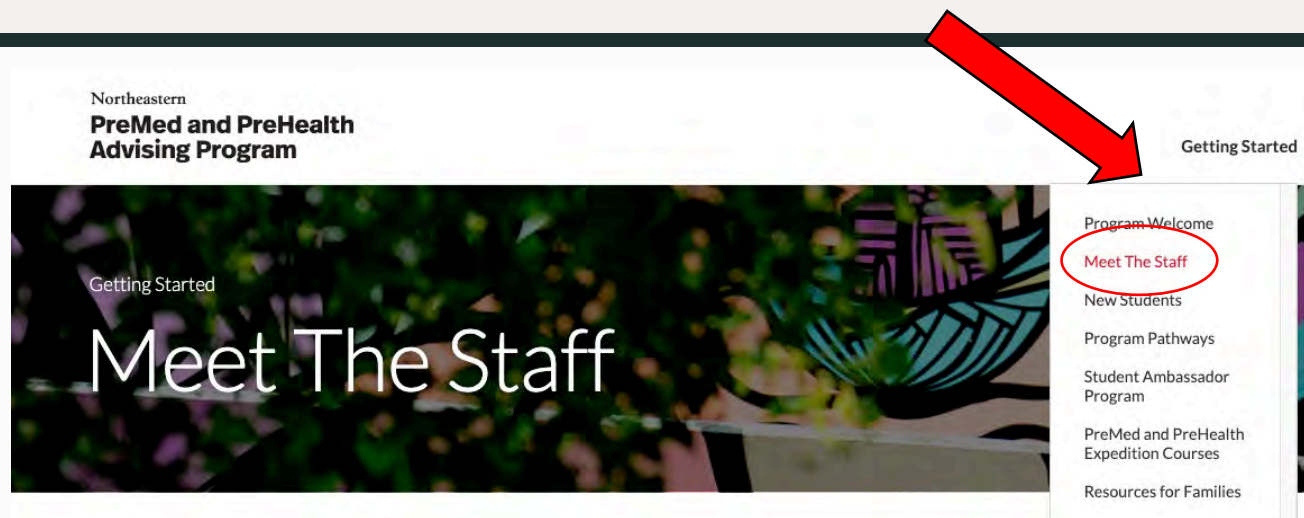 Northeastern
PreMed and PreHealth
Advising Program
Getting Started
Getting Started
Meet The Staff
Program Welcome
Meet The Staff
New Students
Program Pathways
Student Ambassador
Program
PreMed and PreHealth
Expedition Courses
Resources for Families